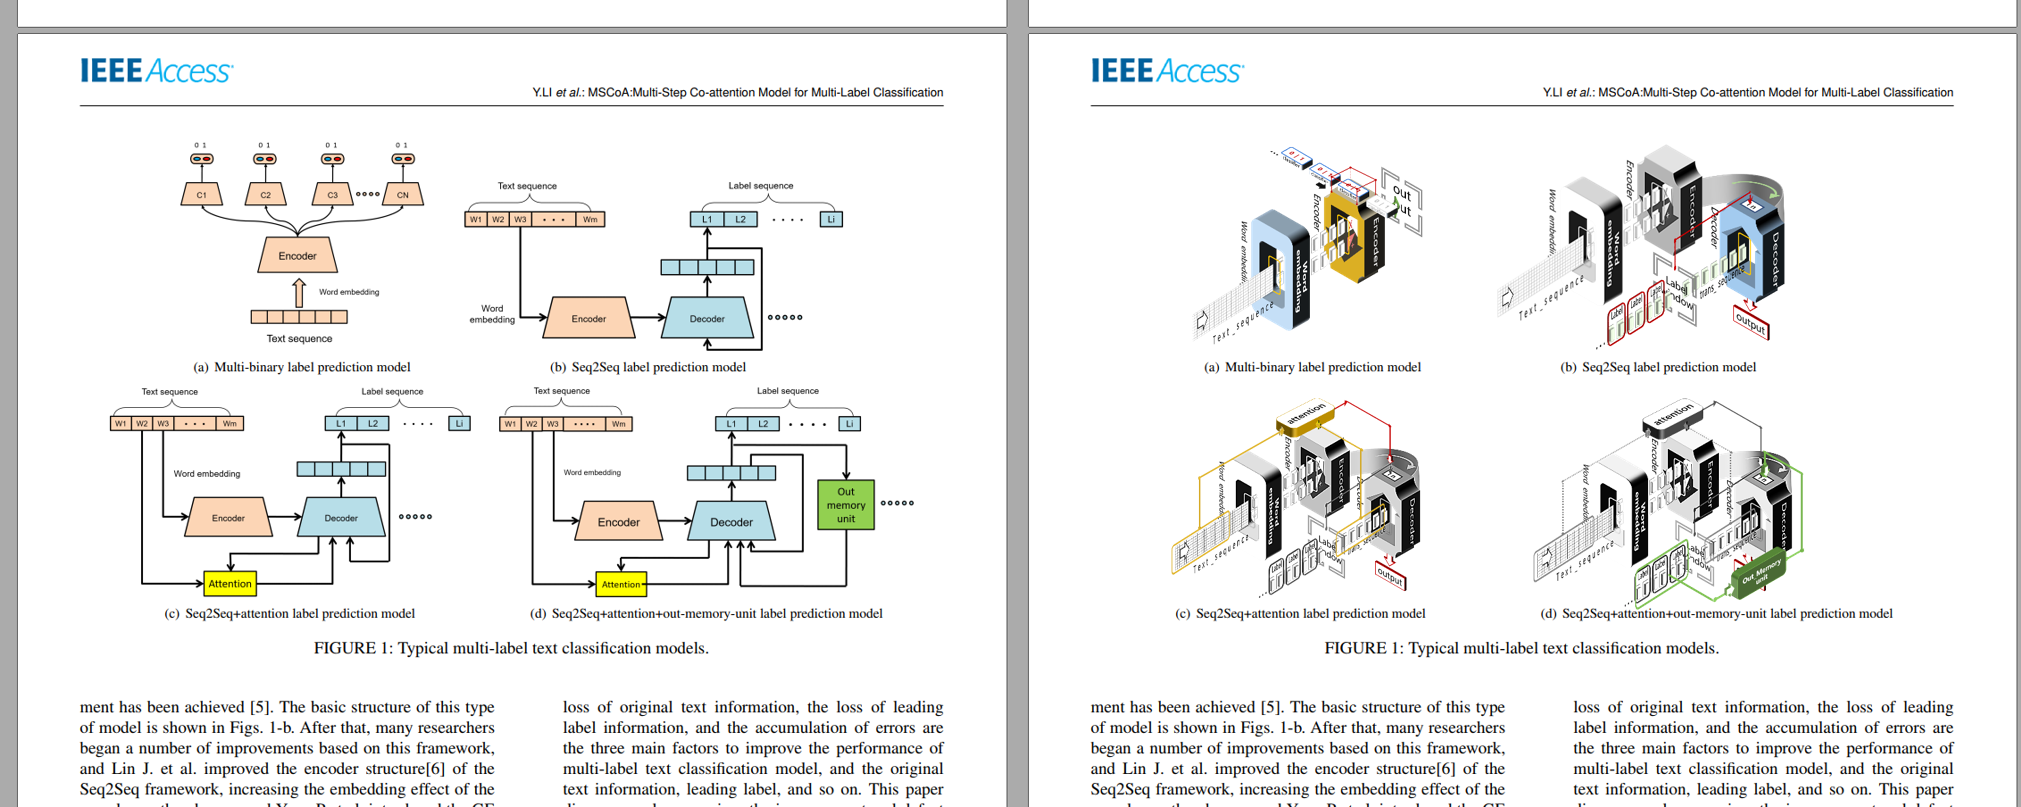 IEEE Access
Y.LI et al.: MSCoA:Multi-Step Co-attention Model for Multi-Label Classification
0 1
0 1
0 1
0 1
C1
C2
C3
CN
Encoder
Word embedding
Text sequence
(a) Multi-binary label prediction model
Text sequence
Label sequence
W1 W2 W3 • • • Wm
L1 L2 • • • • Li
Word
embedding
Encoder
Decoder
(b) Seq2Seq label prediction model
Text sequence
Label sequence
W1 W2 W3 • • • Wm
L1 L2 • • • • Li
Word embedding
Encoder
Decoder
Attention
(c) Seq2Seq+attention label prediction model
Text sequence
Label sequence
W1 W2 W3 • • • • Wm
L1 L2 • • • • Li
Word embedding
Encoder
Decoder
Out
memory
unit
Attention
(d) Seq2Seq+attention+out-memory-unit label prediction model
FIGURE 1: Typical multi-label text classification models.
ment has been achieved [5]. The basic structure of this type
of model is shown in Figs. 1-b. After that, many researchers
began a number of improvements based on this framework,
and Lin J. et al. improved the encoder structure[6] of the
Seq2Seq framework, increasing the embedding effect of the
loss of original text information, the loss of leading
label information, and the accumulation of errors are
the three main factors to improve the performance of
multi-label text classification model, and the original
text information, leading label, and so on. This paper
IEEE Access
Y.LI et al.: MSCoA:Multi-Step Co-attention Model for Multi-Label Classification
out
Encoder
Encoder
Word
embedding
Text_sequence
(a) Multi-binary label prediction model
Encoder
Encoder
Decoder
Decoder
Word
embedding
Text_sequence
Label
Label
Label
Label
output
(b) Seq2Seq label prediction model
attention
Encoder
Encoder
Decoder
Word
embedding
Text_sequence
Label
Label
Label
output
(c) Seq2Seq+attention label prediction model
attention
Encoder
Encoder
Decoder
Word
embedding
Text_sequence
Label
Label
Label
Out_Memory
unit
(d) Seq2Seq+attention+out-memory-unit label prediction model
FIGURE 1: Typical multi-label text classification models.
ment has been achieved [5]. The basic structure of this type
of model is shown in Figs. 1-b. After that, many researchers
began a number of improvements based on this framework,
and Lin J. et al. improved the encoder structure[6] of the
Seq2Seq framework, increasing the embedding effect of the
loss of original text information, the loss of leading
label information, and the accumulation of errors are
the three main factors to improve the performance of
multi-label text classification model, and the original
text information, leading label, and so on. This paper